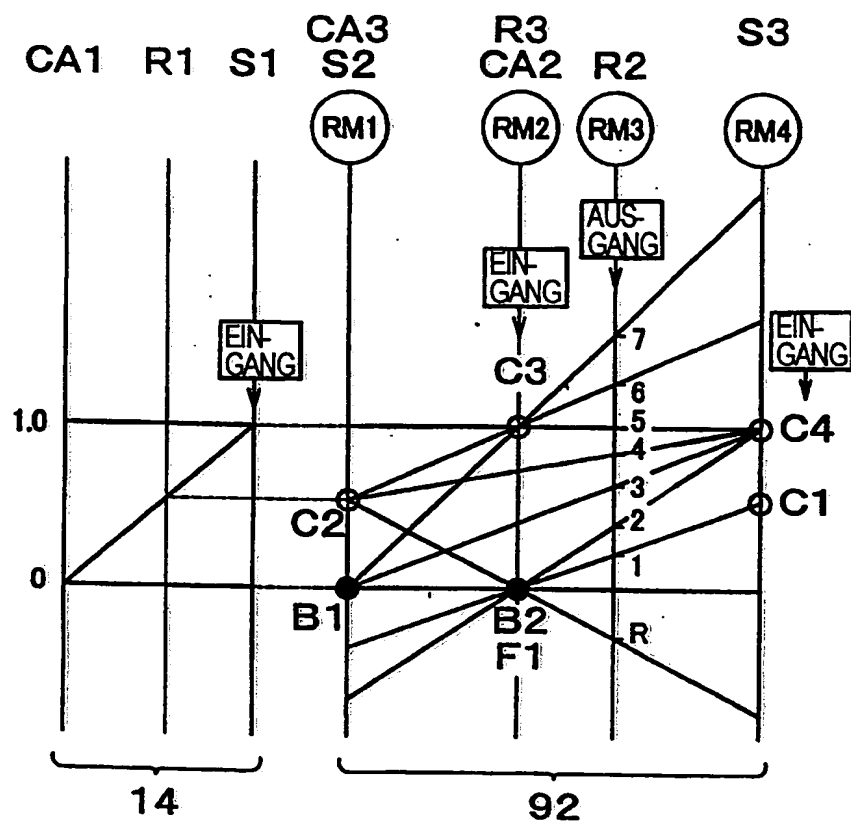 CA3 R3 S3
CA1 R1 S1 S2 CA2 R2
RM1 RM2 RM3 RM4
AUS-
GANG
EIN-
GANG
EIN-
GANG
EIN-
GANG
7
C3
6
1.0
5
C4
4
3
C1
C2
2
1
0
B1 B2
R
F1
14 92